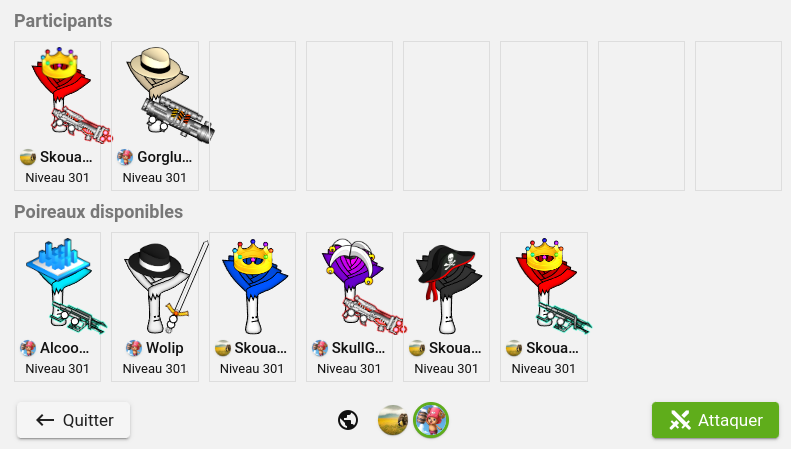 Participants
Skoua...
Niveau 301
Gorglu...
Niveau 301
Poireaux disponibles
Alcoo...
Niveau 301
Wolip
Niveau 301
Skoua...
Niveau 301
SkullG...
Niveau 301
Skoua...
Niveau 301
Skoua...
Niveau 301
Quitter
Attaquer